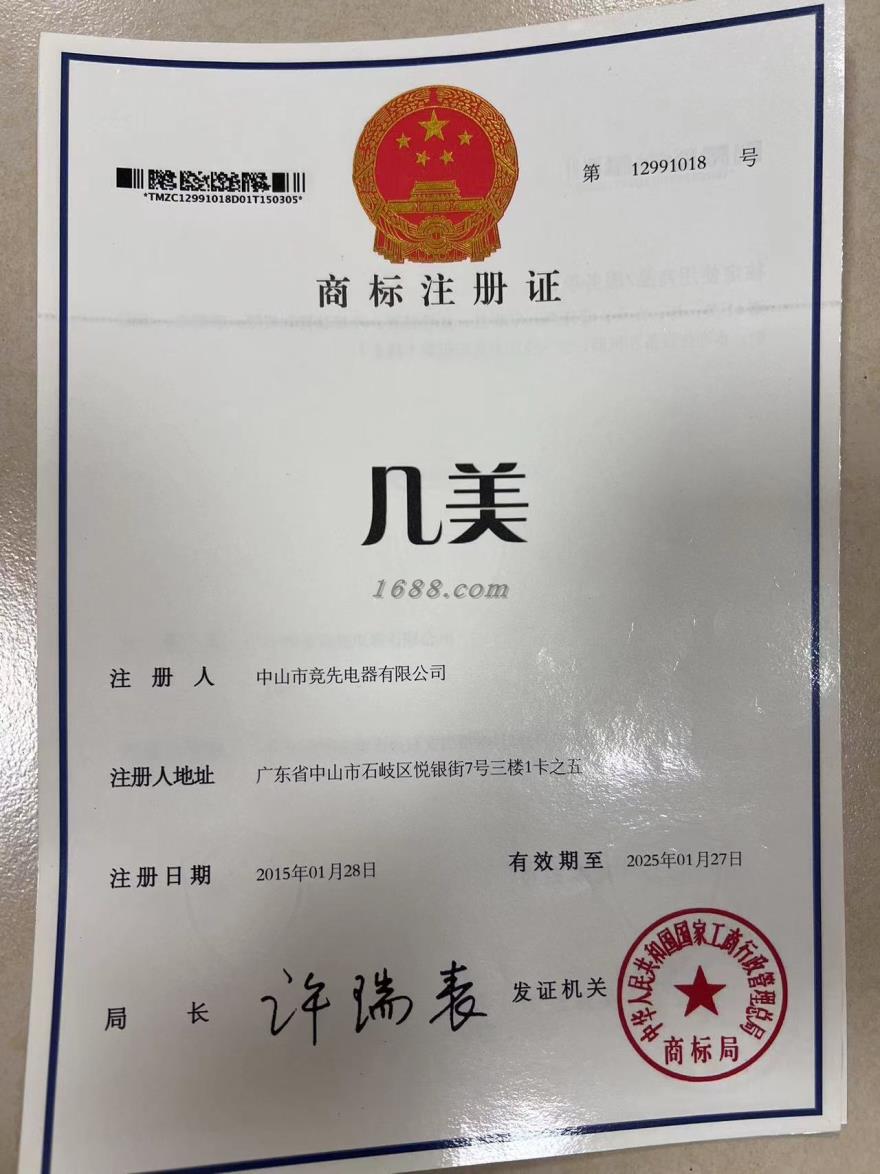 第 12991018 号
*TMZC12991018D01T150305*
商标注册证
几美
1688.com
注册人 中山市竞先电器有限公司
注册人地址 广东省中山市石岐区悦银街7号三楼1卡之五
注册日期 2015年01月28日 有效期至 2025年01月27日
局长 许瑞表 发证机关
中华人民共和国国家工商行政管理总局
商标局